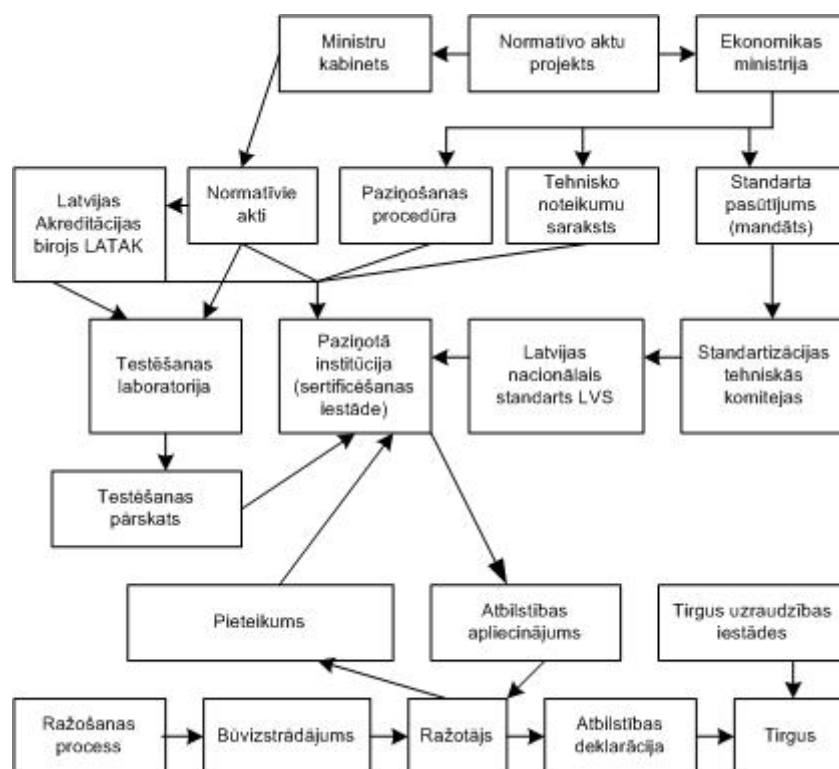 Ministru
kabinets
Normatīvo aktu
projekts
Ekonomikas
ministrija
Latvijas
Akreditācijas
birojs LATAK
Normatīvie
akti
Paziņošanas
procedūra
Tehnisko
noteikumu
saraksts
Standarta
pasūtījums
(mandāts)
Testēšanas
laboratorija
Paziņotā
institūcija
(sertificēšanas
iestāde)
Latvijas
nacionālais
standarts LVS
Standartizācijas
tehniskās
komitejas
Testēšanas
pārskats
Pieteikums
Atbilstības
apliecinājums
Tirgus uzraudzības
iestādes
Ražošanas
process
Būvizstrādājums
Ražotājs
Atbilstības
deklarācija
Tirgus